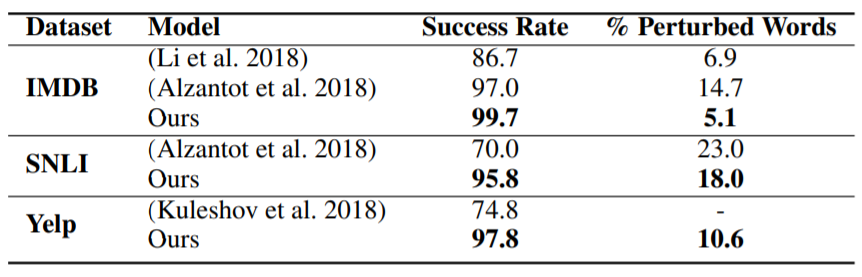 Dataset Model Success Rate % Perturbed Words
(Li et al. 2018) 86.7 6.9
IMDB (Alzantot et al. 2018) 97.0 14.7
Ours 99.7 5.1
SNLI (Alzantot et al. 2018) 70.0 23.0
Ours 95.8 18.0
Yelp (Kuleshov et al. 2018) 74.8 -
Ours 97.8 10.6